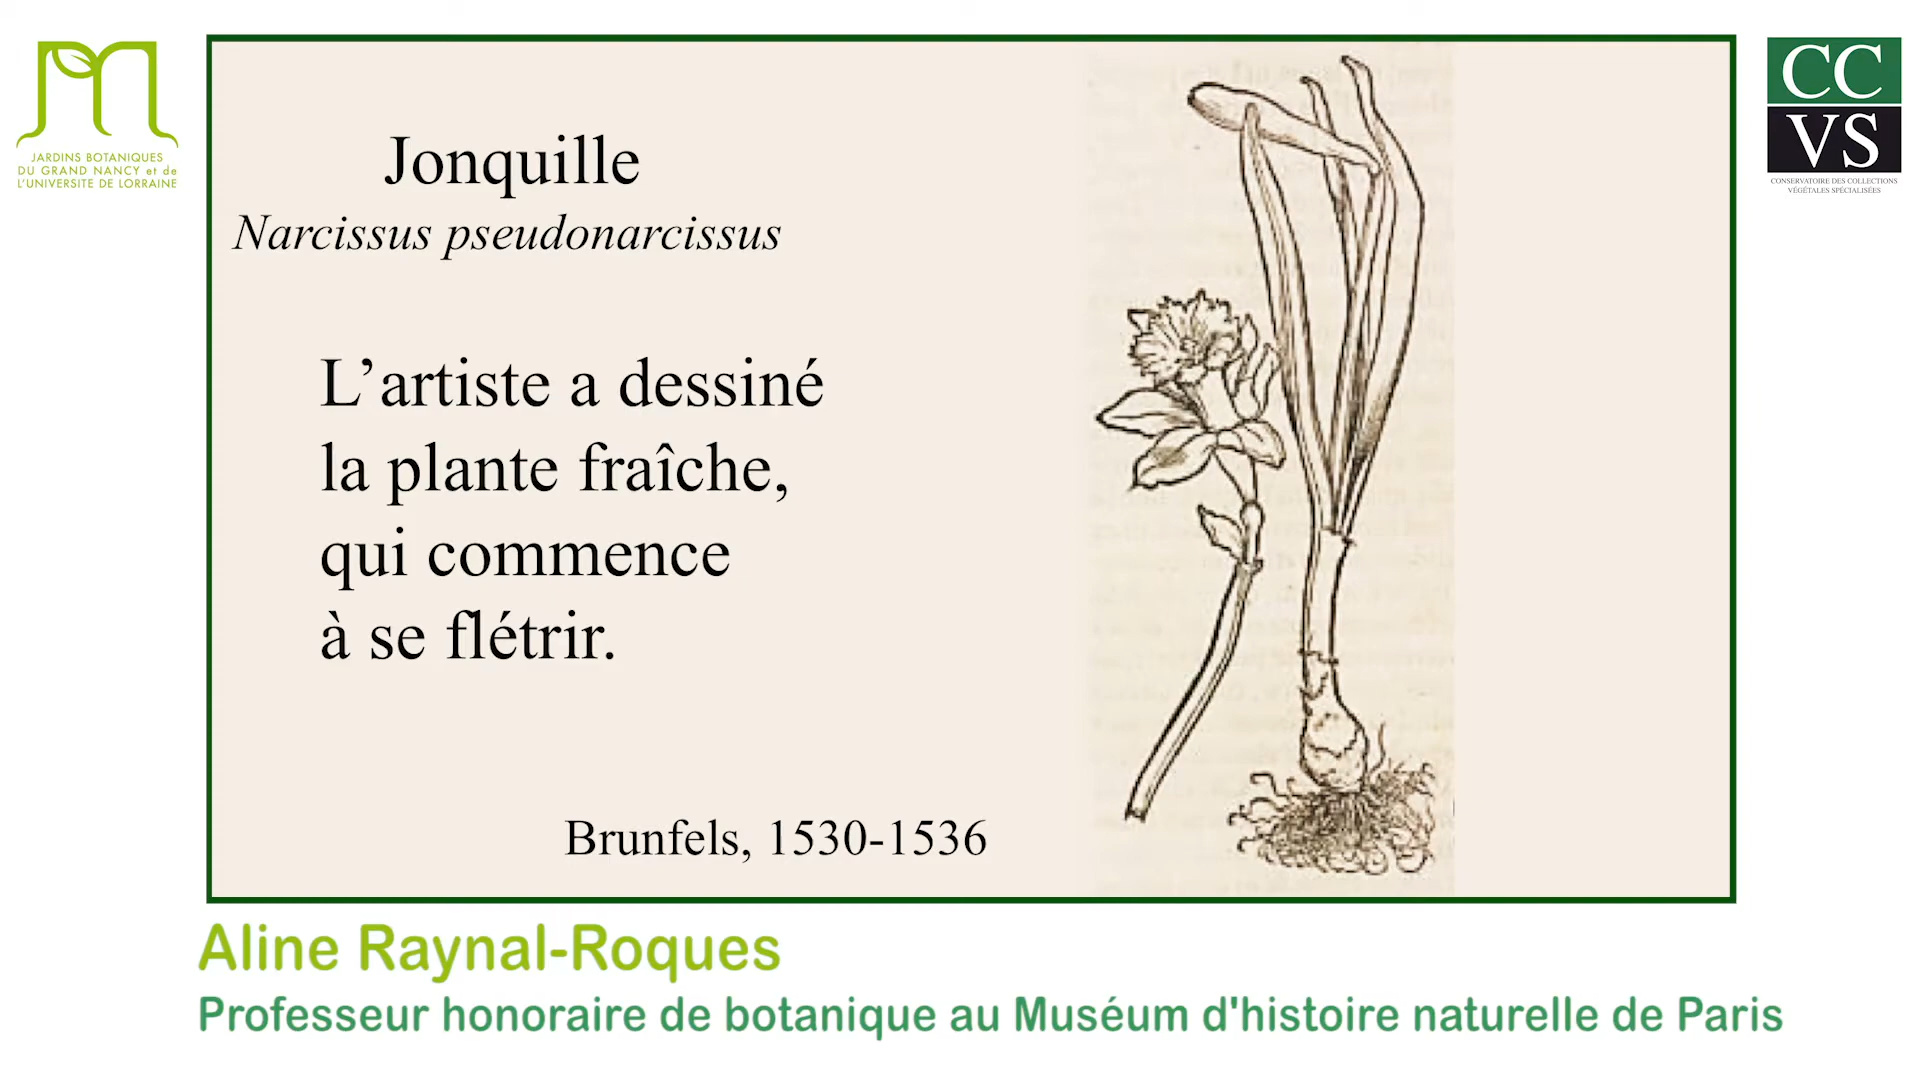 JARDINS BOTANIQUES
DU GRAND NANCY et de
L'UNIVERSITE DE LORRAINE
CC
VS
CONSERVATOIRE DES COLLECTIONS
VÉGÉTALES SPÉCIALISÉES
Jonquille
Narcissus pseudonarcissus
L’artiste a dessiné
la plante fraîche,
qui commence
à se flétrir.
Brunfels, 1530-1536
Aline Raynal-Roques
Professeur honoraire de botanique au Muséum d'histoire naturelle de Paris